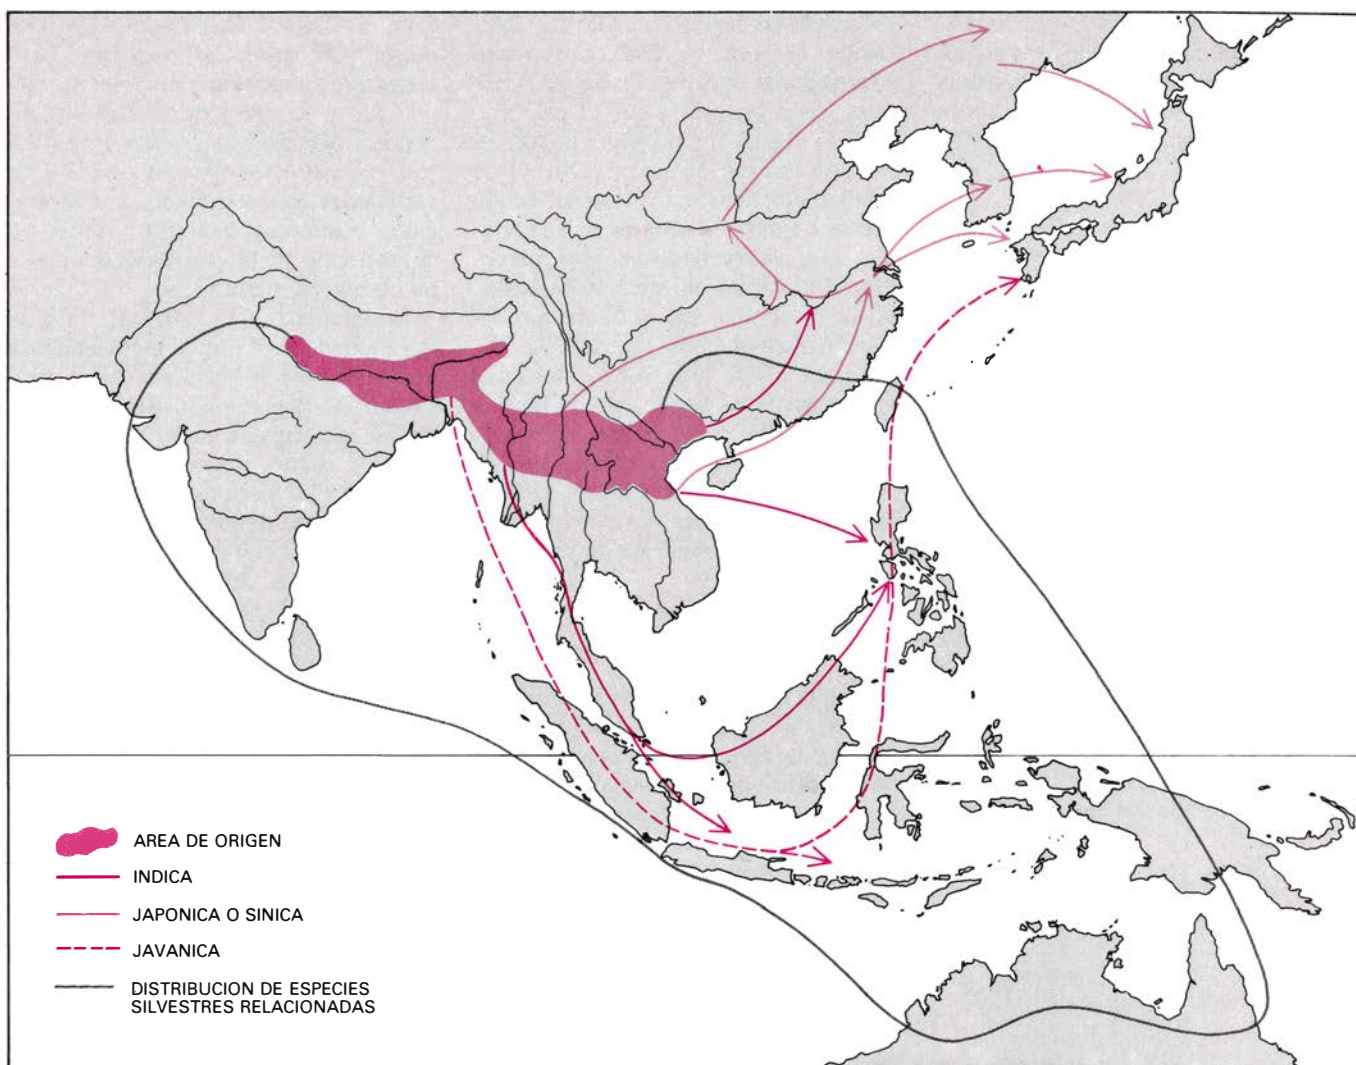 AREA DE ORIGEN
INDICA
JAPONICA O SINICA
JAVANICA
DISTRIBUCION DE ESPECIES
SILVESTRES RELACIONADAS